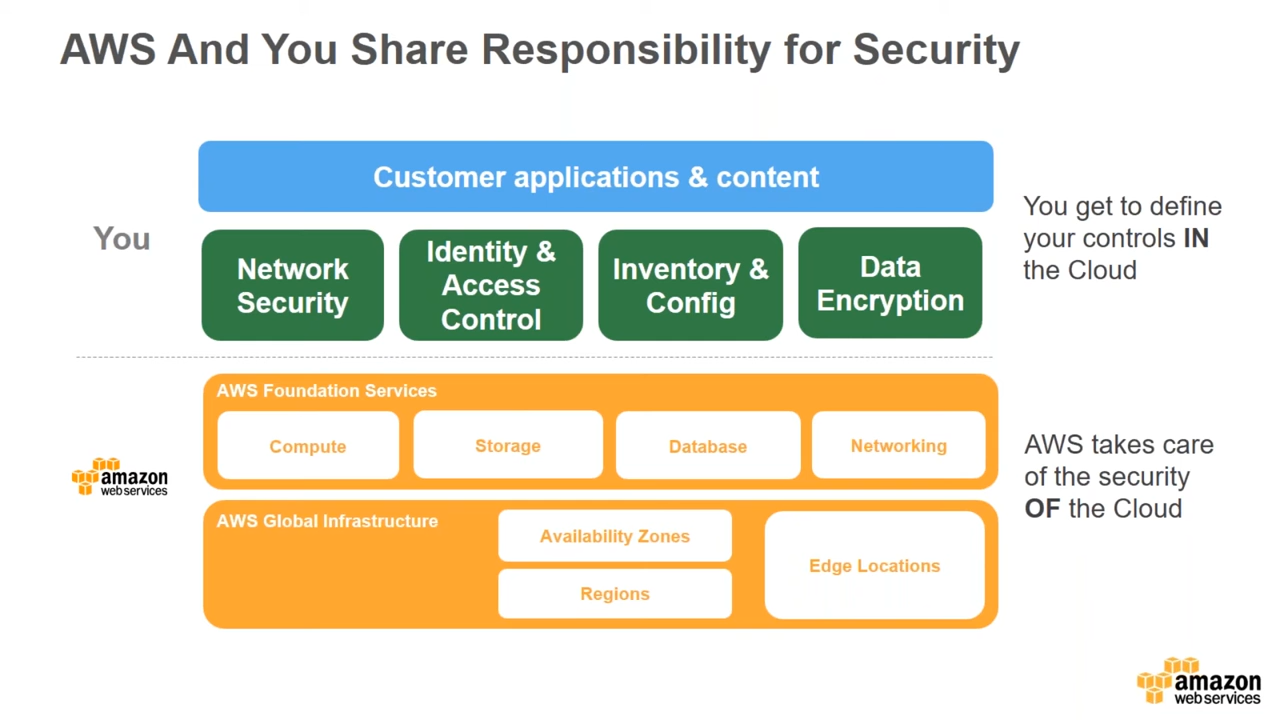 AWS And You Share Responsibility for Security
Customer applications & content
You
Network
Security
Identity &
Access
Control
Inventory &
Config
Data
Encryption
You get to define
your controls IN
the Cloud
AWS Foundation Services
Compute
Storage
Database
Networking
amazon
webservices
AWS Global Infrastructure
Availability Zones
Regions
Edge Locations
AWS takes care
of the security
OF the Cloud
amazon
webservices